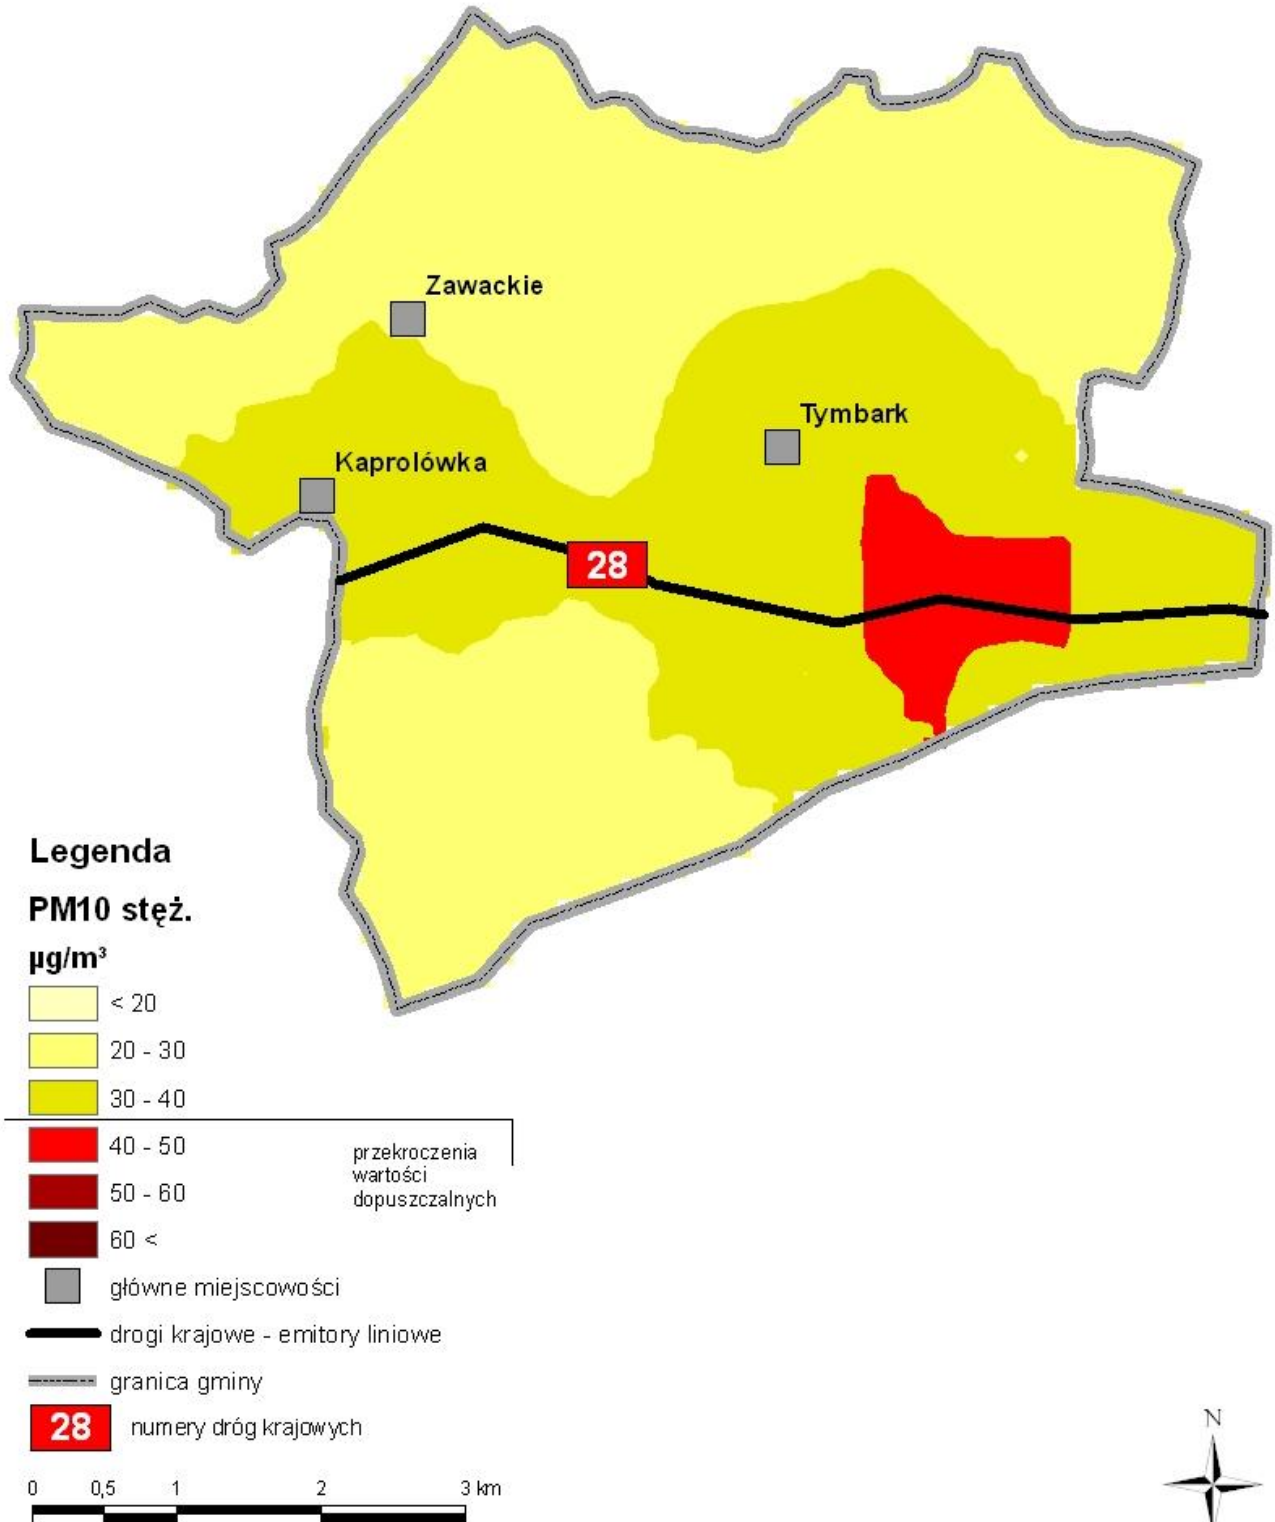 Zawackie
Tymbark
Kaprolówka
28
Legenda
PM10 stęż.
µg/m³
< 20
20 - 30
30 - 40
40 - 50
50 - 60
60 <
przekroczenia
wartości
dopuszczalnych
główne miejscowości
drogi krajowe - emitory liniowe
granica gminy
28 numery dróg krajowych
0 0,5 1 2 3 km
N